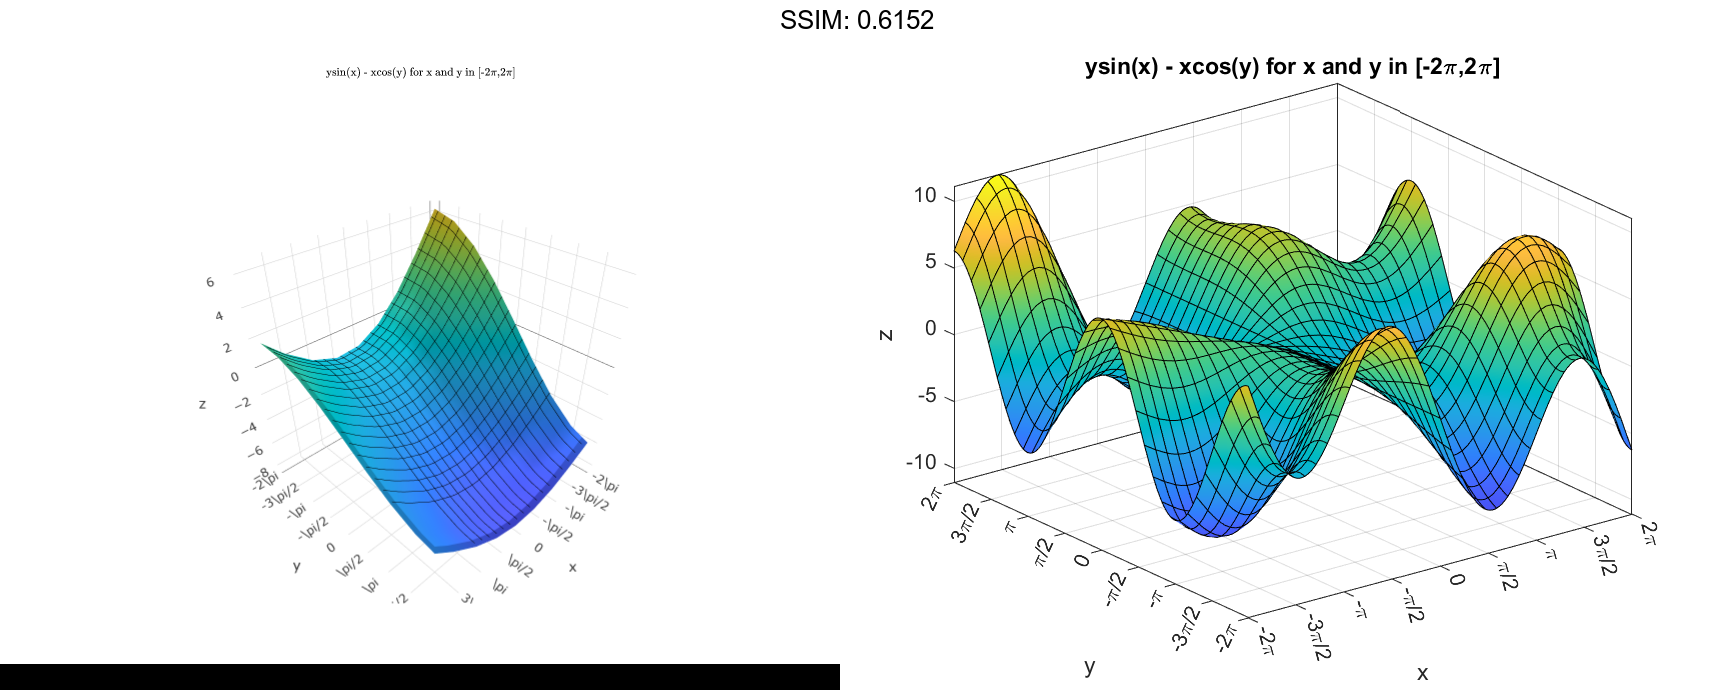 SSIM: 0.6152
ysin(x) - xcos(y) for x and y in [-2π,2π]
6
4
2
0
−2
−4
−6
−8
z
-2\pi
-3\pi/2
-\pi
-\pi/2
0
\pi/2
\pi
y
-2\pi
-3\pi/2
-\pi
-\pi/2
0
\pi/2
\pi
x
ysin(x) - xcos(y) for x and y in [-2π,2π]
10
5
0
-5
-10
z
2π
3π/2
π
π/2
0
-π/2
-π
-3π/2
-2π
y
-2π
-3π/2
-π
-π/2
0
π/2
π
3π/2
2π
x